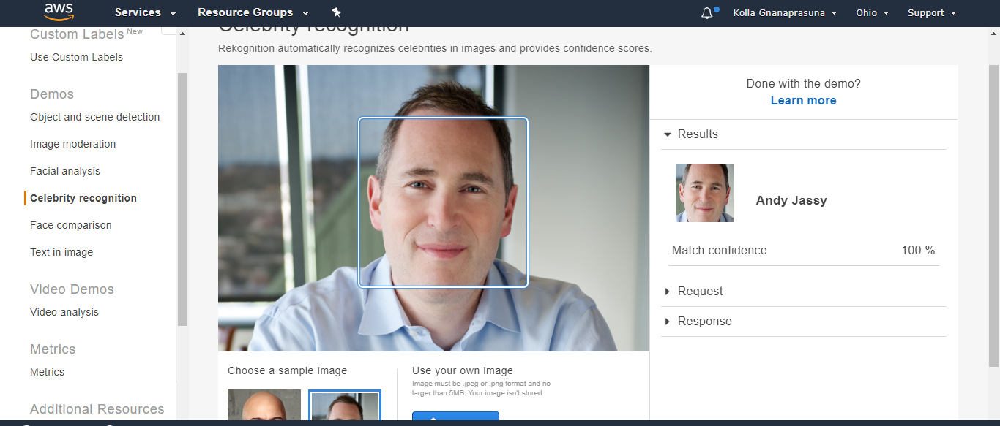 aws
Services
Resource Groups
Kolla Gnanaprasuna
Ohio
Support
Custom Labels New
Use Custom Labels
Demos
Object and scene detection
Image moderation
Facial analysis
Celebrity recognition
Face comparison
Text in image
Video Demos
Video analysis
Metrics
Metrics
Additional Resources
Celebrity recognition
Rekognition automatically recognizes celebrities in images and provides confidence scores.
Choose a sample image
Use your own image
Image must be .jpeg or .png format and no
larger than 5MB. Your image isn't stored.
Done with the demo?
Learn more
Results
Andy Jassy
Match confidence 100 %
Request
Response